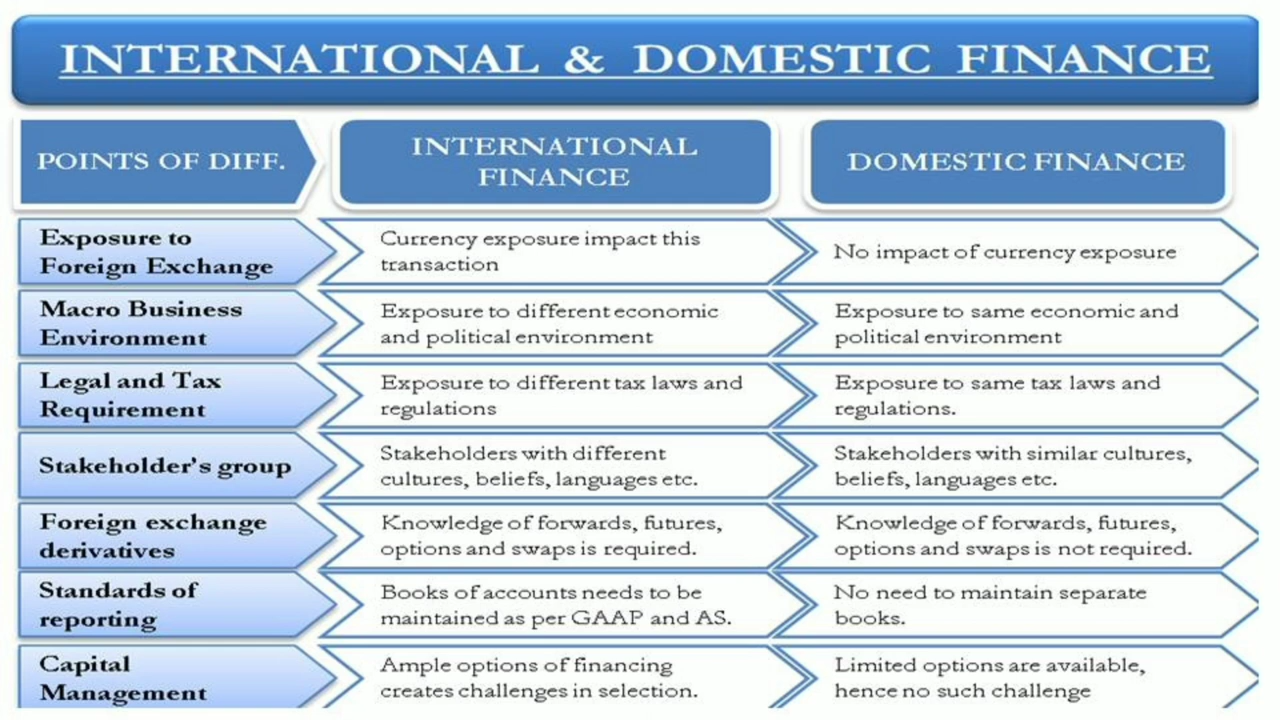 INTERNATIONAL & DOMESTIC FINANCE
POINTS OF DIFF.
INTERNATIONAL
FINANCE
DOMESTIC FINANCE
Exposure to
Foreign Exchange
Currency exposure impact this
transaction
No impact of currency exposure
Macro Business
Environment
Exposure to different economic
and political environment
Exposure to same economic and
political environment
Legal and Tax
Requirement
Exposure to different tax laws and
regulations
Exposure to same tax laws and
regulations.
Stakeholder's group
Stakeholders with different
cultures, beliefs, languages etc.
Stakeholders with similar cultures,
beliefs, languages etc.
Foreign exchange
derivatives
Knowledge of forwards, futures,
options and swaps is required.
Knowledge of forwards, futures,
options and swaps is not required.
Standards of
reporting
Books of accounts needs to be
maintained as per GAAP and AS.
No need to maintain separate
books.
Capital
Management
Ample options of financing
creates challenges in selection.
Limited options are available,
hence no such challenge